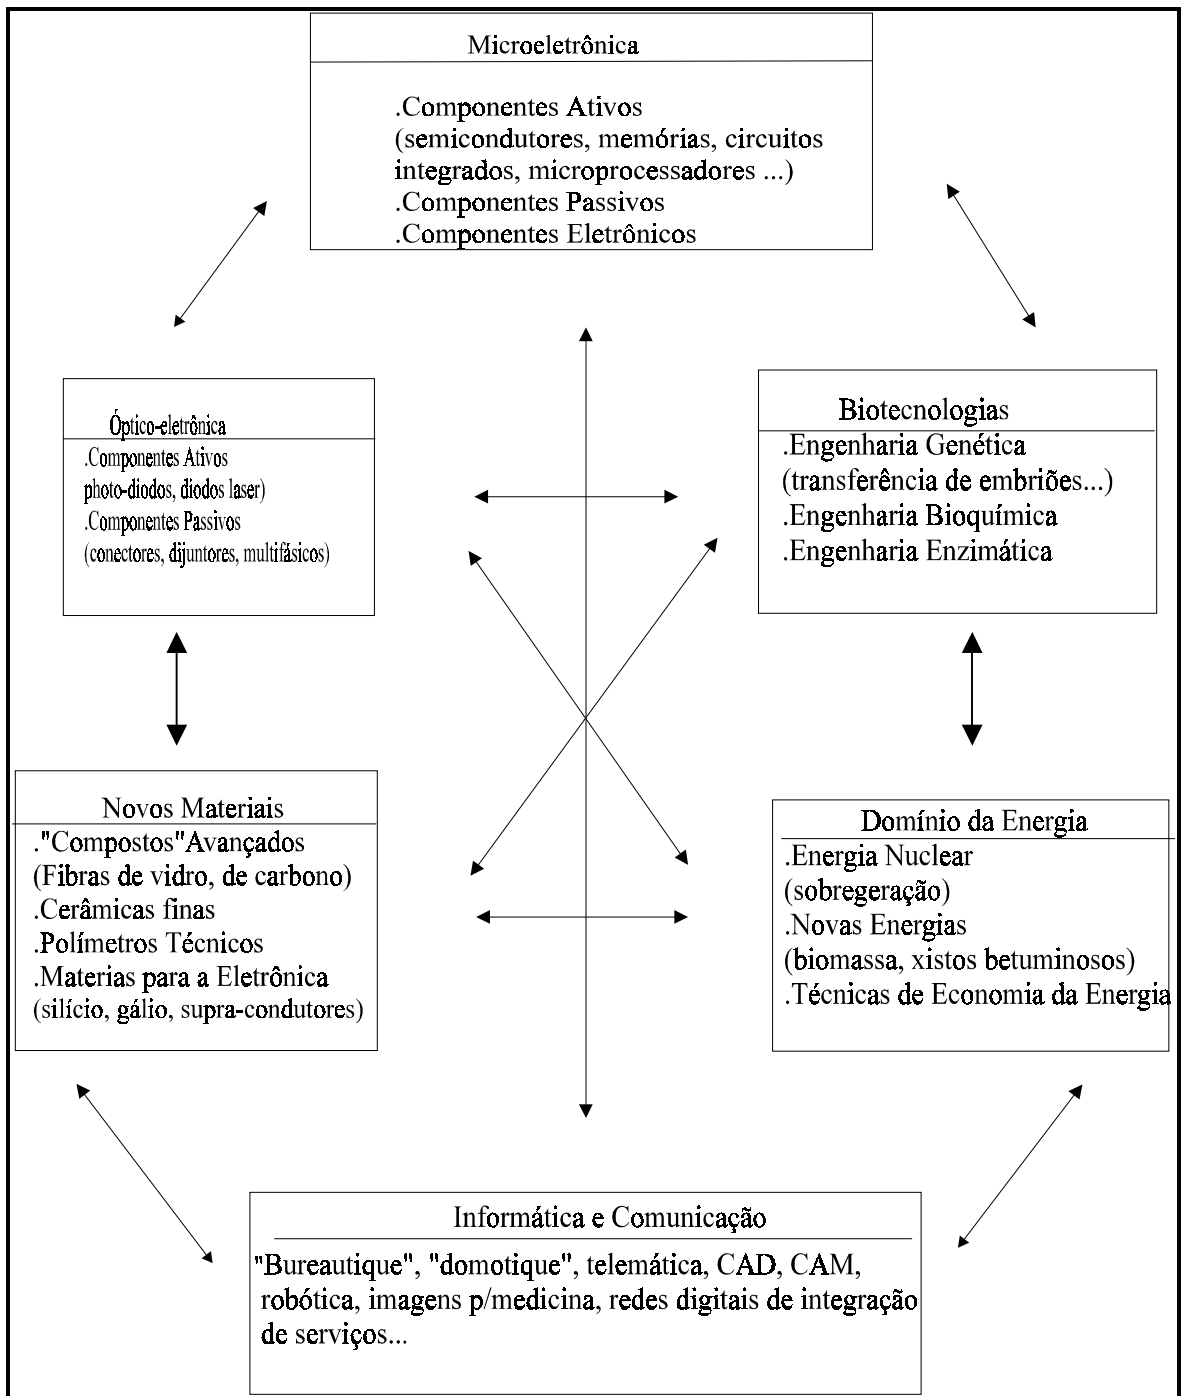 Microeletrônica
.Componentes Ativos
(semicondutores, memórias, circuitos
integrados, microprocessadores ...)
.Componentes Passivos
.Componentes Eletrônicos
Óptico-eletrônica
.Componentes Ativos
photo-diodos, diodos laser)
.Componentes Passivos
(conectores, dijuntores, multifásicos)
Biotecnologias
.Engenharia Genética
(transferência de embriões...)
.Engenharia Bioquímica
.Engenharia Enzimática
Novos Materiais
."Compostos"Avançados
(Fibras de vidro, de carbono)
.Cerâmicas finas
.Polímetros Técnicos
.Materias para a Eletrônica
(silício, gálio, supra-condutores)
Domínio da Energia
.Energia Nuclear
(sobregeração)
.Novas Energias
(biomassa, xistos betuminosos)
.Técnicas de Economia da Energia
Informática e Comunicação
"Bureautique", "domotique", telemática, CAD, CAM,
robótica, imagens p/medicina, redes digitais de integração
de serviços...